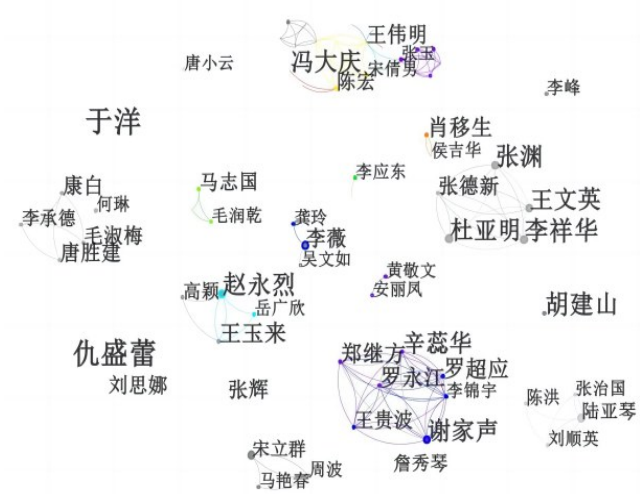 王伟明
张玉
冯大庆
宋倩男
陈宏
唐小云
李峰
于洋
肖移生
侯吉华
张渊
李应东
康白
马志国
张德新
何琳
王文英
李承德
毛润乾
龚玲
毛淑梅
李薇
杜亚明
李祥华
唐胜建
吴文如
黄敬文
高颖
赵永烈
安丽凤
岳广欣
胡建山
王玉来
辛蕊华
仇盛蕾
郑继方
罗超应
刘思娜
张辉
罗永江
李锦宇
陈洪
张治国
王贵波
陆亚琴
谢家声
刘顺英
宋立群
詹秀琴
周波
马艳春